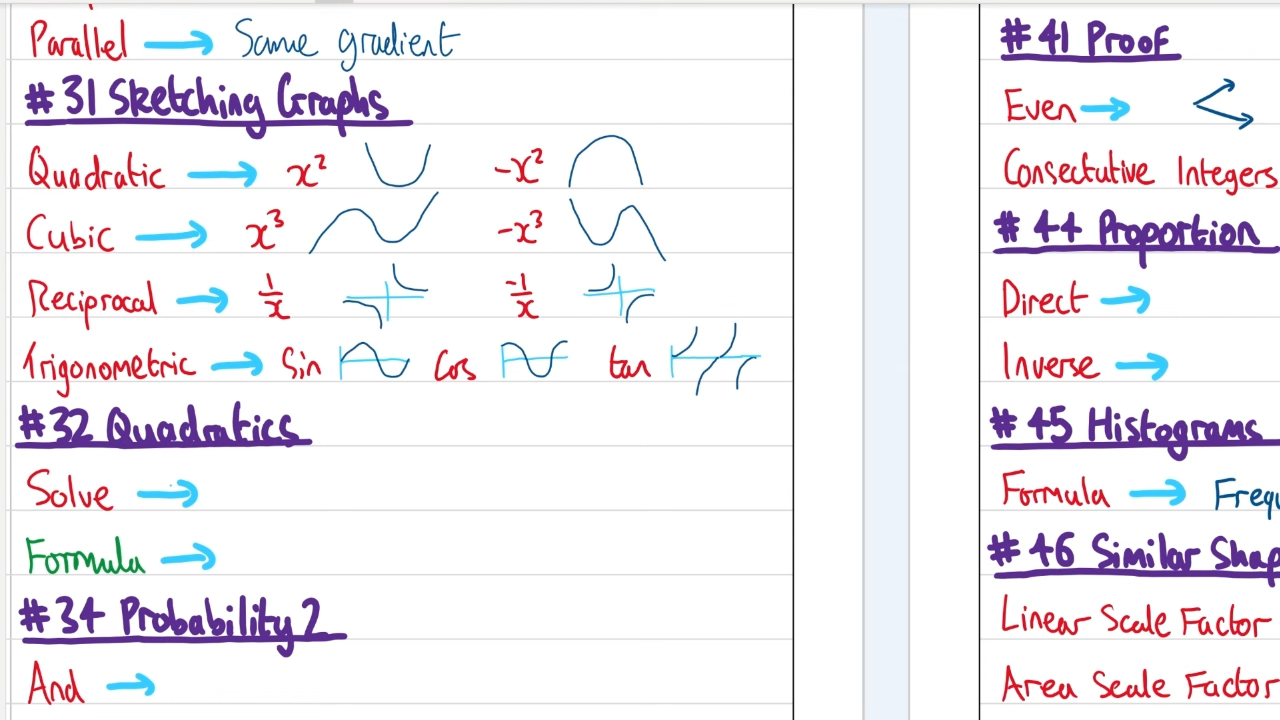 Parallel → Same gradient
# 31 Sketching Graphs
Quadratic → x² -x²
Cubic → x³ -x³
Reciprocal → 1/x -1/x
Trigonometric → Sin Cos tan
# 32 Quadratics
Solve →
Formula →
# 34 Probability 2
And →
# 41 Proof
Even →
Consectutive Integers
# 44 Proportion
Direct →
Inverse →
# 45 Histograms
Formula → Frequ
# 46 Similar Shap
Linear Scale Factor
Area Scale Factor